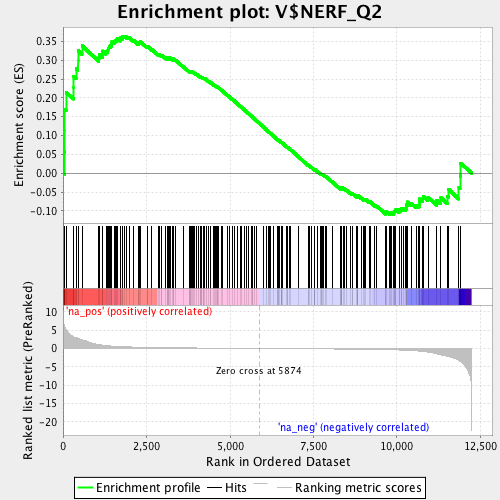 Enrichment plot: V$NERF_Q2
Enrichment score (ES)
0.35
0.30
0.25
0.20
0.15
0.10
0.05
0.00
-0.05
-0.10
Ranked list metric (PreRanked)
10
5
0
-5
-10
-15
-20
'na_pos' (positively correlated)
Zero cross at 5874
'na_neg' (negatively correlated)
0
2,500
5,000
7,500
10,000
12,500
Rank in Ordered Dataset
Enrichment profile
Hits
Ranking metric scores